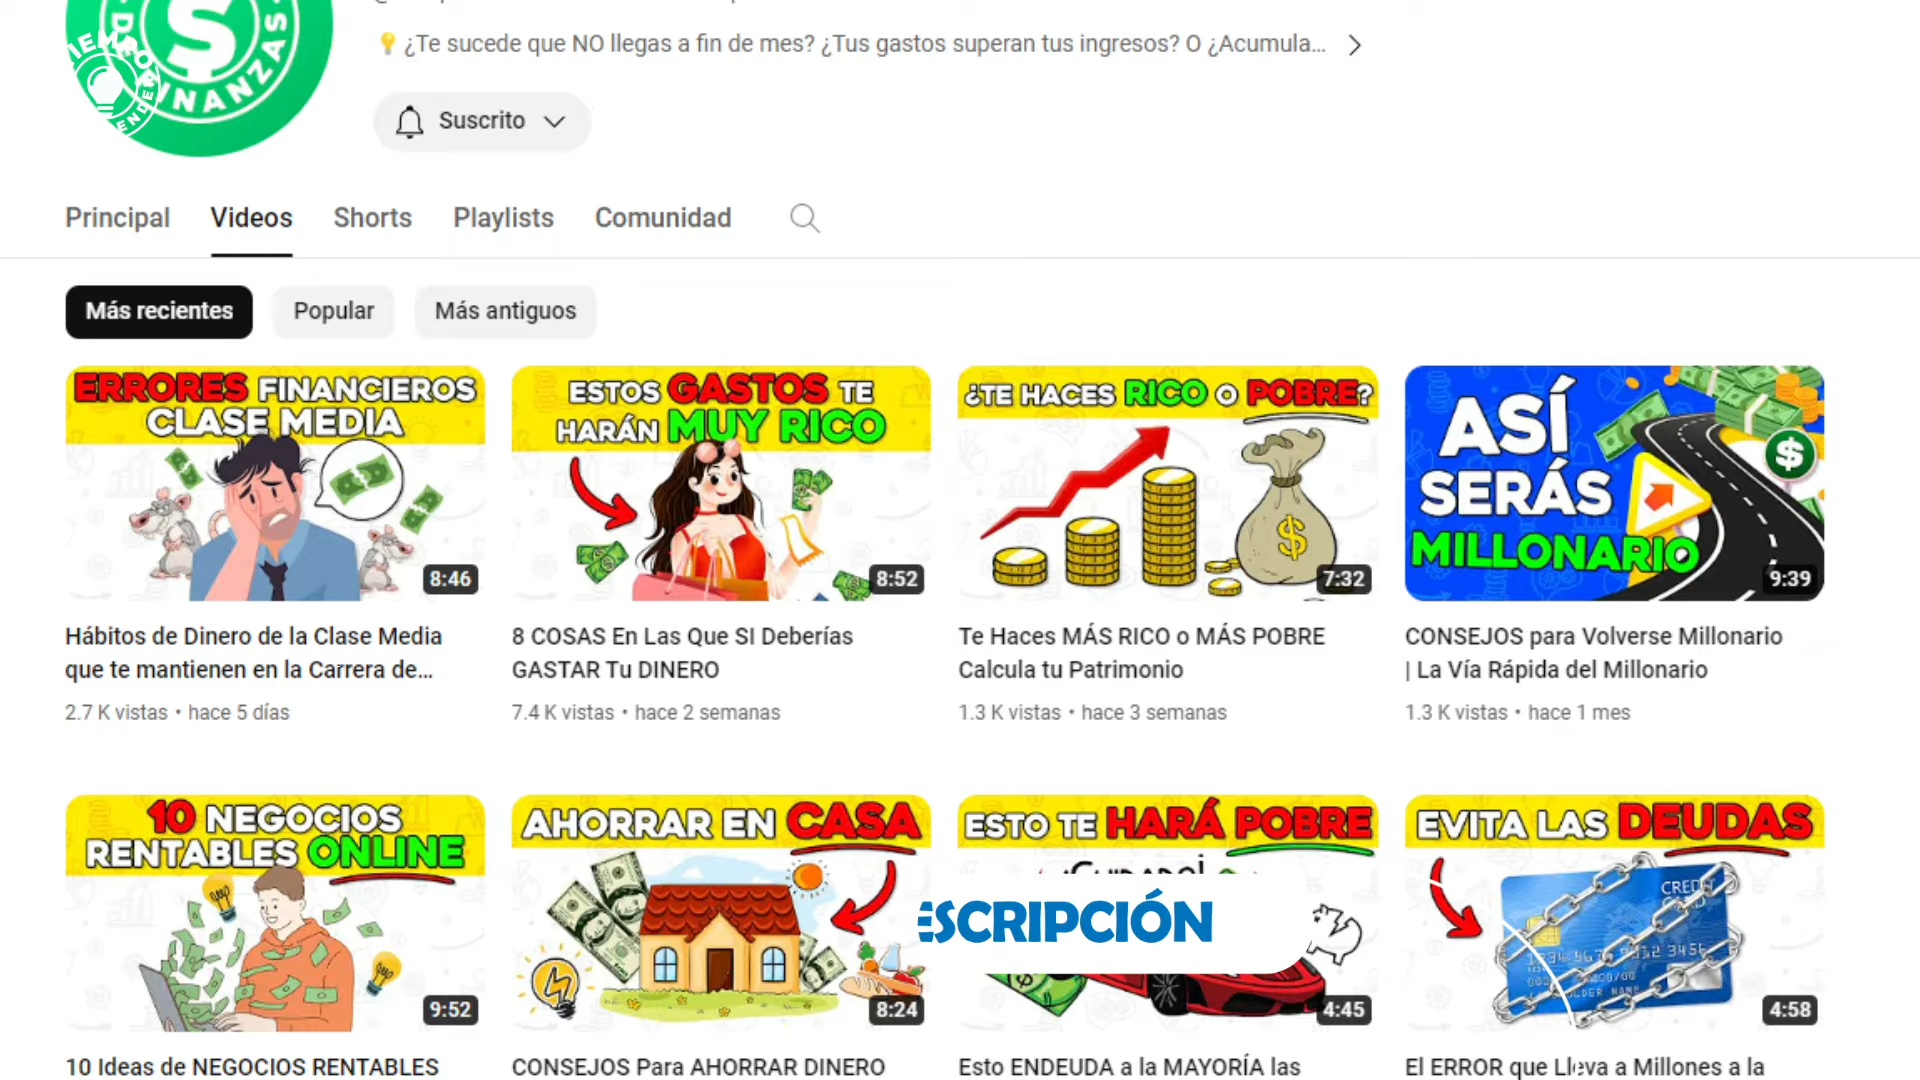 💡 ¿Te sucede que NO llegas a fin de mes? ¿Tus gastos superan tus ingresos? O ¿Acumula...
Suscrito
Principal Videos Shorts Playlists Comunidad
Más recientes Popular Más antiguos
ERRORES FINANCIEROS
CLASE MEDIA
8:46
ESTOS GASTOS TE
HARÁN MUY RICO
8:52
¿TE HACES RICO O POBRE?
7:32
ASÍ
SERÁS
MILLONARIO
9:39
Hábitos de Dinero de la Clase Media
que te mantienen en la Carrera de...
2.7 K vistas • hace 5 días
8 COSAS En Las Que SI Deberías
GASTAR Tu DINERO
7.4 K vistas • hace 2 semanas
Te Haces MÁS RICO o MÁS POBRE
Calcula tu Patrimonio
1.3 K vistas • hace 3 semanas
CONSEJOS para Volverse Millonario
| La Vía Rápida del Millonario
1.3 K vistas • hace 1 mes
10 NEGOCIOS
RENTABLES ONLINE
9:52
AHORRAR EN CASA
8:24
ESTO TE HARÁ POBRE
ESCRIPCIÓN
4:45
EVITA LAS DEUDAS
4:58
10 Ideas de NEGOCIOS RENTABLES
CONSEJOS Para AHORRAR DINERO
Esto ENDEUDA a la MAYORÍA las
El ERROR que Lleva a Millones a la